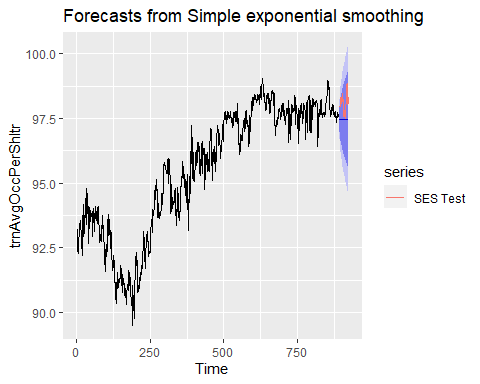 Forecasts from Simple exponential smoothing
100.0
97.5
95.0
92.5
90.0
trnAvgOccPerShltr
0
250
500
750
Time
series
SES Test